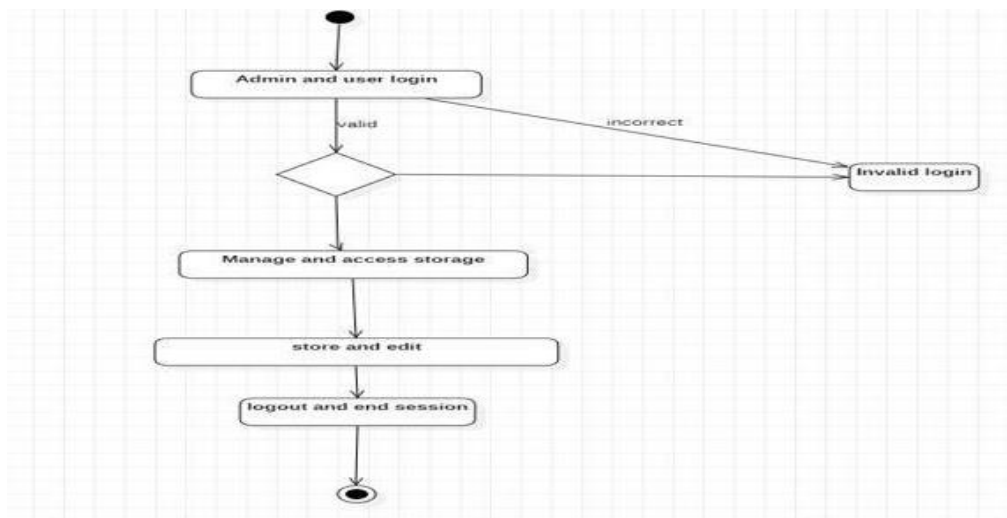 Admin and user login
valid
incorrect
Invalid login
Manage and access storage
store and edit
logout and end session